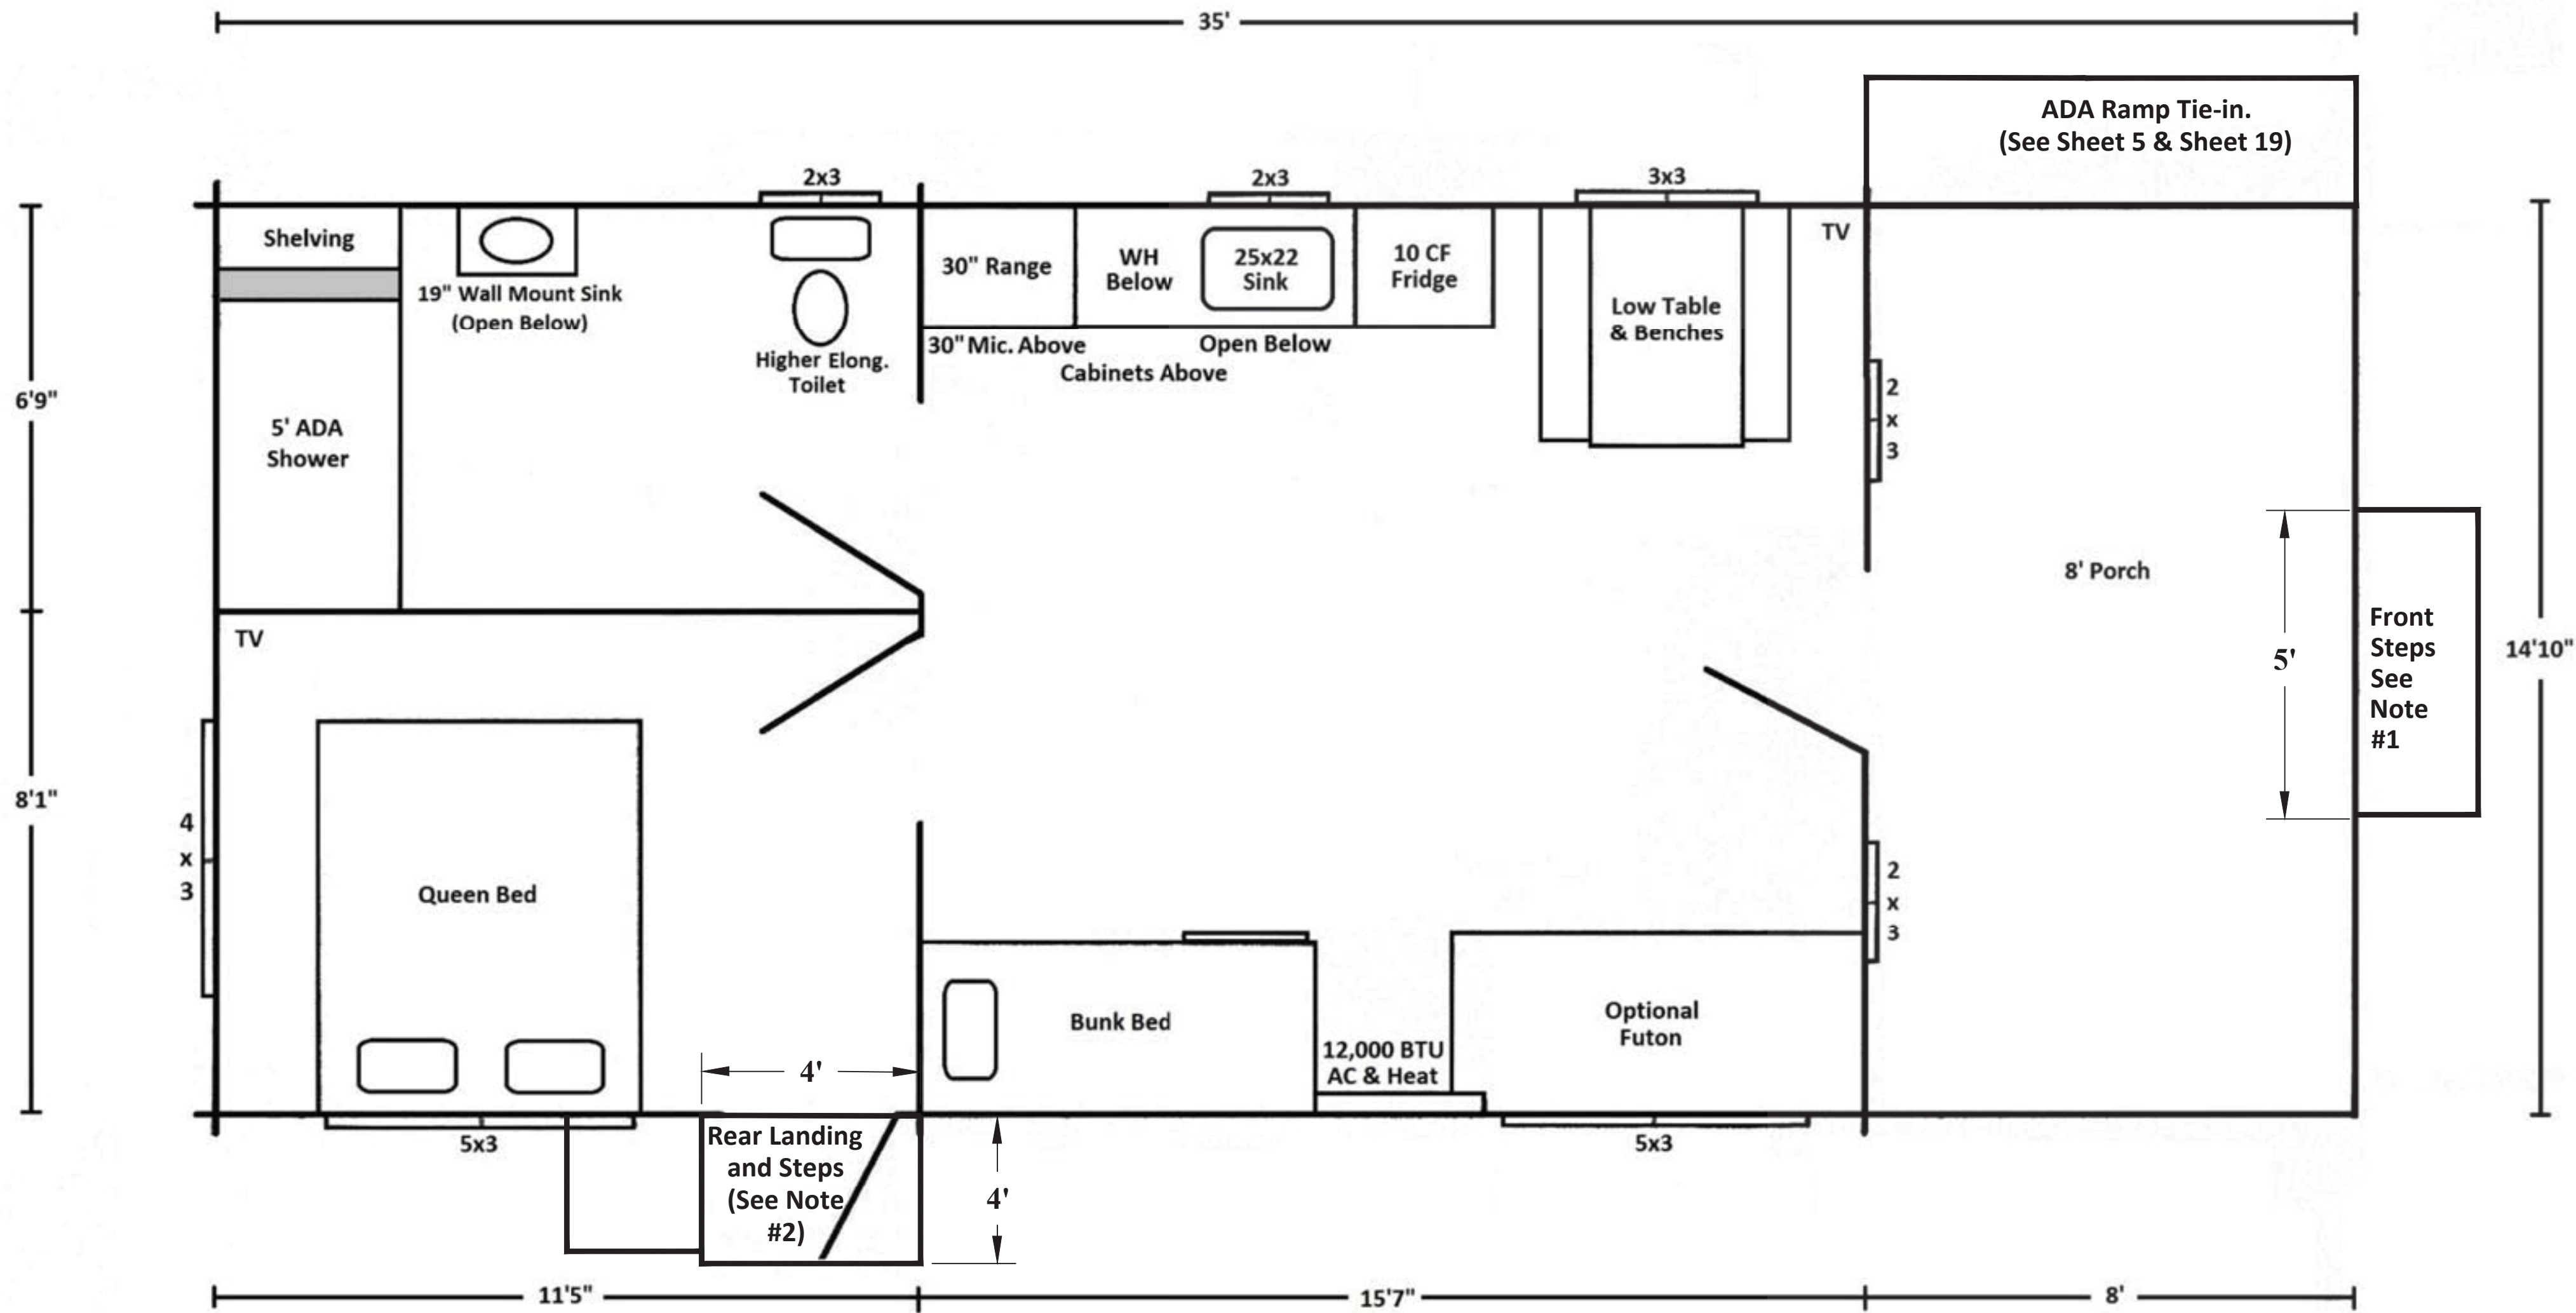 35'
ADA Ramp Tie-in.
(See Sheet 5 & Sheet 19)
2x3
2x3
3x3
Shelving
19" Wall Mount Sink
(Open Below)
Higher Elong.
Toilet
5' ADA
Shower
30" Range
WH
Below
25x22
Sink
10 CF
Fridge
30" Mic. Above
Open Below
Cabinets Above
Low Table
& Benches
TV
2
x
3
6'9"
8'1"
8' Porch
5'
Front
Steps
See
Note
#1
14'10"
TV
4
x
3
Queen Bed
Bunk Bed
12,000 BTU
AC & Heat
Optional
Futon
2
x
3
4'
5x3
Rear Landing
and Steps
(See Note
#2)
4'
5x3
11'5"
15'7"
8'